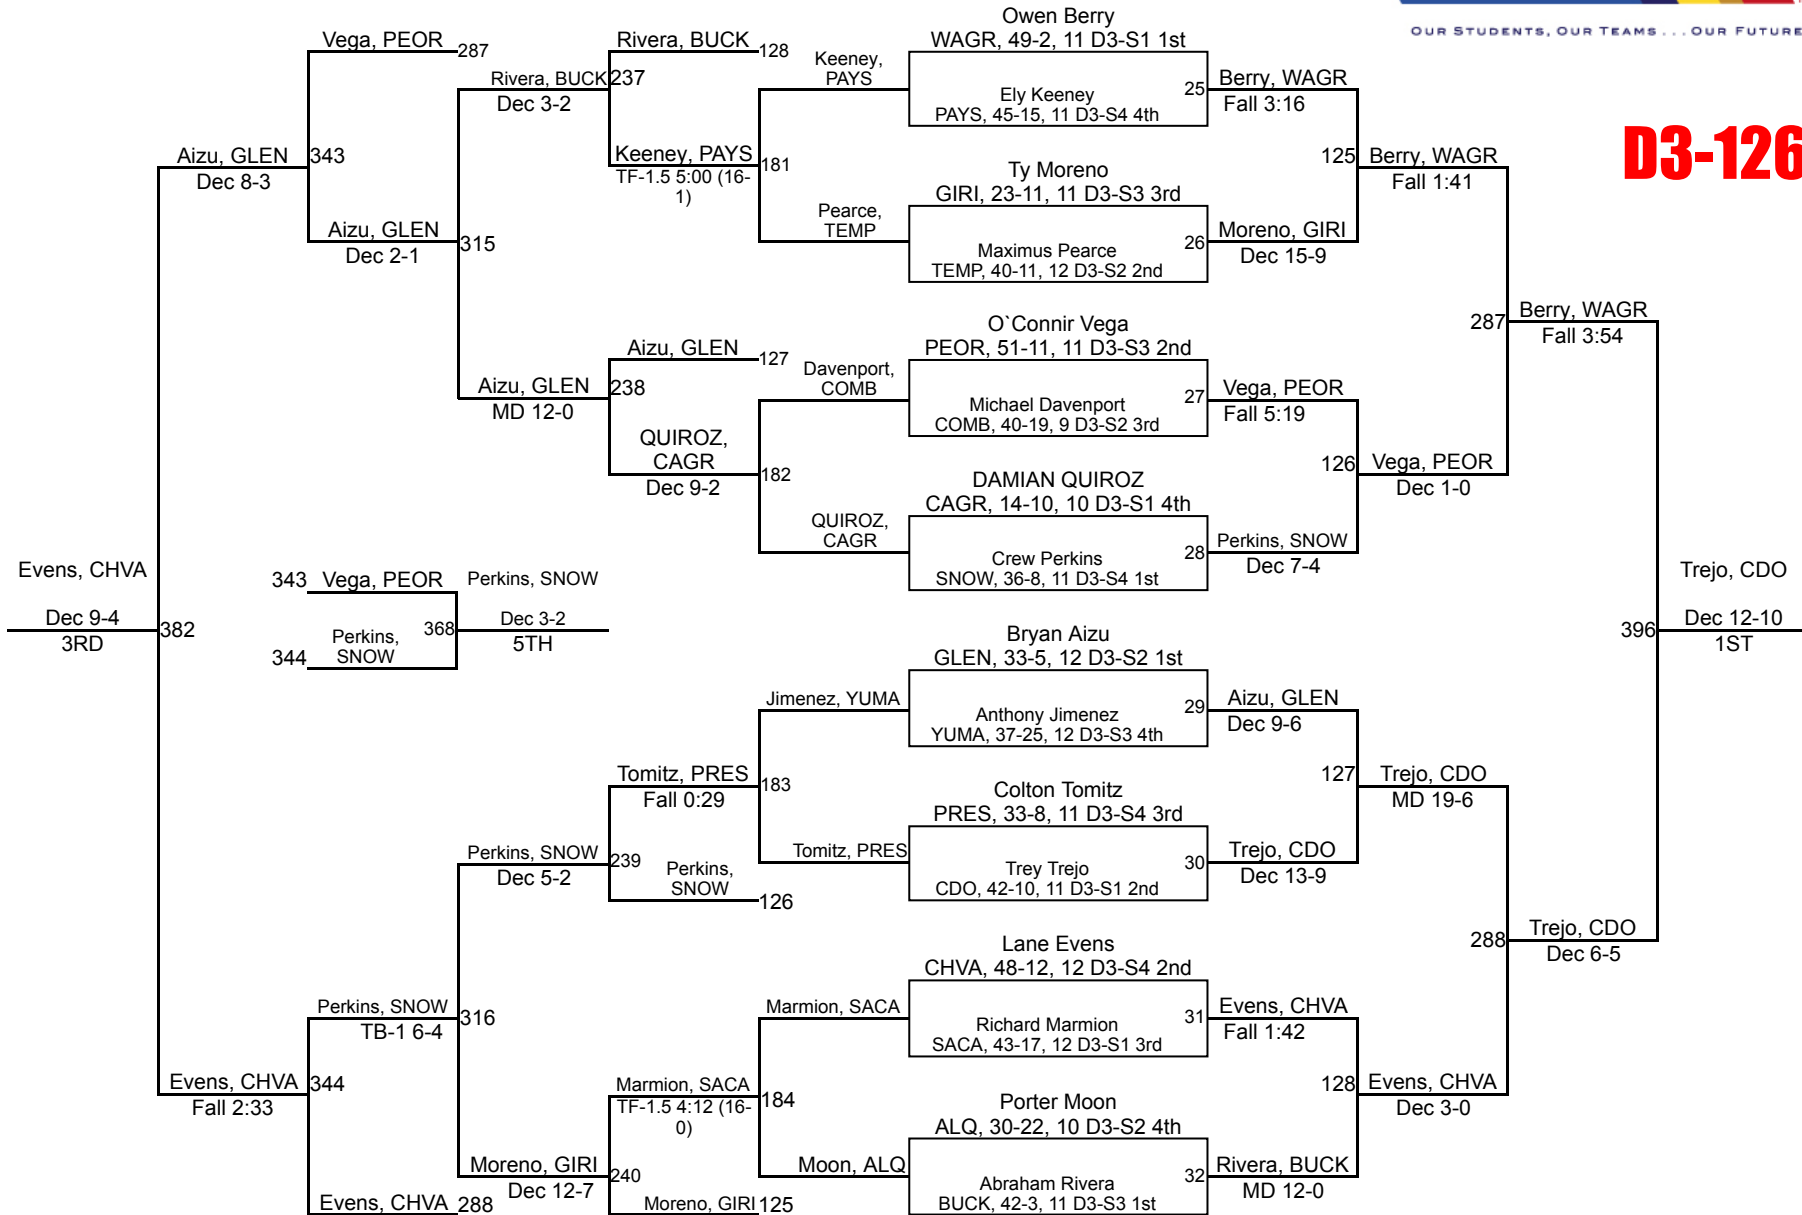 OUR STUDENTS, OUR TEAMS . . . OUR FUTURE
D3-126
Vega, PEOR
287
Rivera, BUCK
Dec 3-2
237
Rivera, BUCK
128
Keeney, PAYS
TF-1.5 5:00 (16-
1)
181
Keeney,
PAYS
Pearce,
TEMP
Aizu, GLEN
Dec 8-3
343
Aizu, GLEN
Dec 2-1
315
Aizu, GLEN
MD 12-0
238
Aizu, GLEN
127
QUIROZ,
CAGR
Dec 9-2
182
Davenport,
COMB
QUIROZ,
CAGR
Owen Berry
WAGR, 49-2, 11 D3-S1 1st
Ely Keeney
PAYS, 45-15, 11 D3-S4 4th
25
Berry, WAGR
Fall 3:16
Ty Moreno
GIRI, 23-11, 11 D3-S3 3rd
Maximus Pearce
TEMP, 40-11, 12 D3-S2 2nd
26
Moreno, GIRI
Dec 15-9
125
Berry, WAGR
Fall 1:41
O`Connir Vega
PEOR, 51-11, 11 D3-S3 2nd
Michael Davenport
COMB, 40-19, 9 D3-S2 3rd
27
Vega, PEOR
Fall 5:19
DAMIAN QUIROZ
CAGR, 14-10, 10 D3-S1 4th
Crew Perkins
SNOW, 36-8, 11 D3-S4 1st
28
Perkins, SNOW
Dec 7-4
126
Vega, PEOR
Dec 1-0
287
Berry, WAGR
Fall 3:54
Evens, CHVA
Dec 9-4
3RD
382
343
Vega, PEOR
344
Perkins,
SNOW
368
Perkins, SNOW
Dec 3-2
5TH
396
Trejo, CDO
Dec 12-10
1ST
Bryan Aizu
GLEN, 33-5, 12 D3-S2 1st
Anthony Jimenez
YUMA, 37-25, 12 D3-S3 4th
29
Aizu, GLEN
Dec 9-6
Colton Tomitz
PRES, 33-8, 11 D3-S4 3rd
Trey Trejo
CDO, 42-10, 11 D3-S1 2nd
30
Trejo, CDO
Dec 13-9
127
Trejo, CDO
MD 19-6
Lane Evens
CHVA, 48-12, 12 D3-S4 2nd
Richard Marmion
SACA, 43-17, 12 D3-S1 3rd
31
Evens, CHVA
Fall 1:42
Porter Moon
ALQ, 30-22, 10 D3-S2 4th
Abraham Rivera
BUCK, 42-3, 11 D3-S3 1st
32
Rivera, BUCK
MD 12-0
128
Evens, CHVA
Dec 3-0
288
Trejo, CDO
Dec 6-5
Jimenez, YUMA
Tomitz, PRES
183
Tomitz, PRES
Fall 0:29
Perkins,
SNOW
126
239
Perkins, SNOW
Dec 5-2
Marmion, SACA
Moon, ALQ
184
Marmion, SACA
TF-1.5 4:12 (16-
0)
Moreno, GIRI
125
240
Moreno, GIRI
Dec 12-7
316
Perkins, SNOW
TB-1 6-4
Evens, CHVA
288
344
Evens, CHVA
Fall 2:33